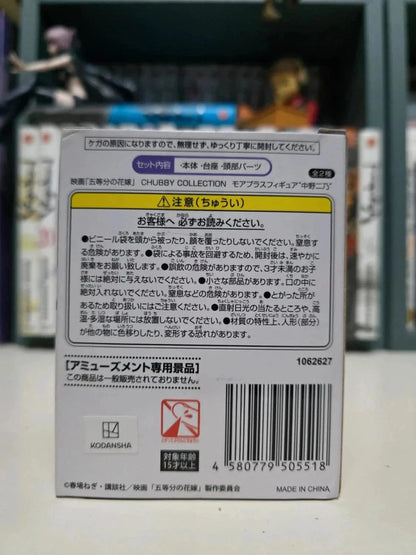 ケガの原因になりますので、無理せず、ゆっくり丁寧に開封してください。
セット内容 ・本体・台座・頭部パーツ 全2種
映画「五等分の花嫁」 CHUBBY COLLECTION モアプラスフィギュア"中野二乃"
注意(ちゅうい)
お客様へ 必ずお読みください。
●ビニール袋を頭から被ったり、顔を覆ったりしないでください。窒息す
る危険があります。●袋による事故を回避するため、開封後は、速やかに
廃棄をお願い致します。●誤飲の危険がありますので、3才未満のお子
様には絶対に与えないでください。●小さな部品があります。口の中に
絶対入れないでください。窒息などの危険があります。●とがった所が
あるため取り扱いにはご注意ください。●直射日光の当たるところや、高
温・多湿な場所には放置しないでください。●材質の特性上、人形(部分)
が他の物に色移りしたり、変形する恐れがあります。
[アミューズメント専用景品]
この商品は一般販売されておりません。
1062627
KODANSHA
対象年齢
15才以上
4 580779 505518
©春場ねぎ・講談社/映画「五等分の花嫁」製作委員会
MADE IN CHINA